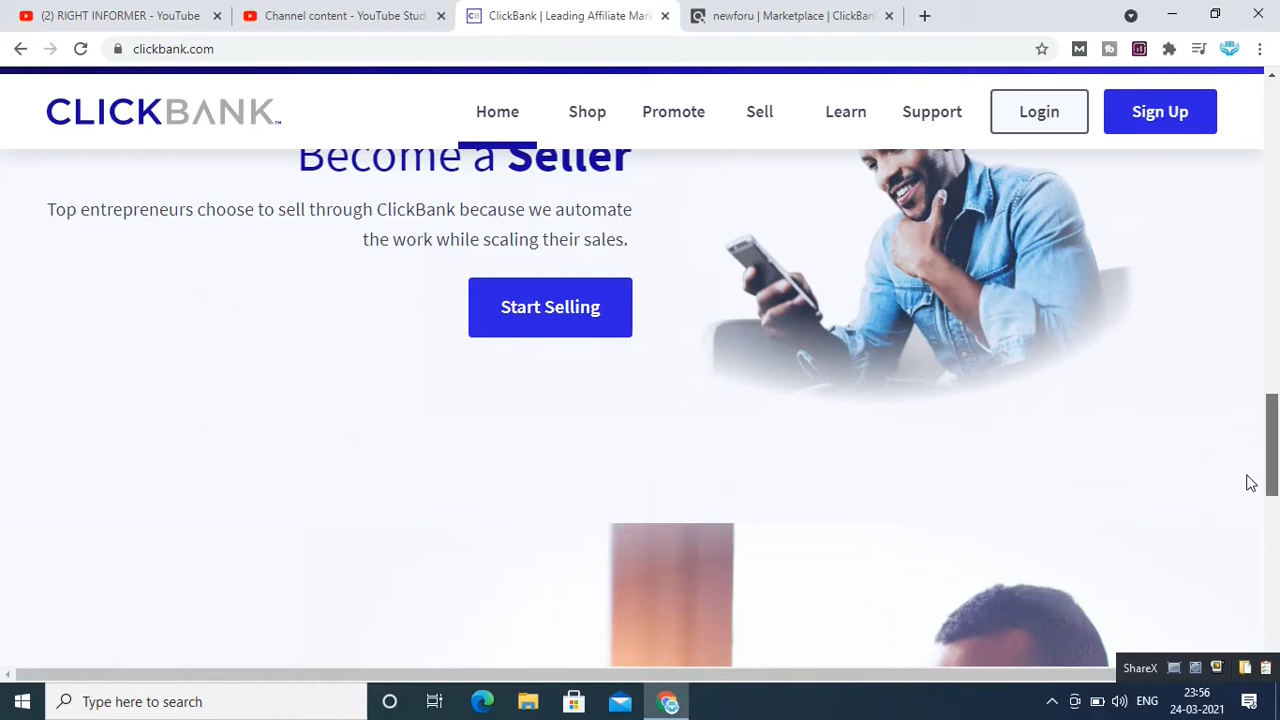 (2) RIGHT INFORMER - YouTube
Channel content - YouTube Stud
ClickBank | Leading Affiliate Mark
newforu | Marketplace | ClickBank
clickbank.com
CLICKBANK™
Home
Shop
Promote
Sell
Learn
Support
Login
Sign Up
Become a Seller
Top entrepreneurs choose to sell through ClickBank because we automate
the work while scaling their sales.
Start Selling
ShareX
Type here to search
ENG
23:56
24-03-2021